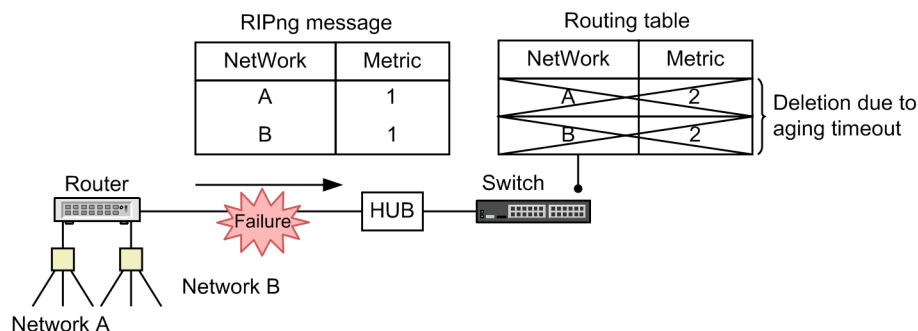 RIPng message
NetWork Metric
A 1
B 1
Routing table
NetWork Metric
A 2
B 2
Deletion due to
aging timeout
Router
Failure
HUB
Switch
Network B
Network A